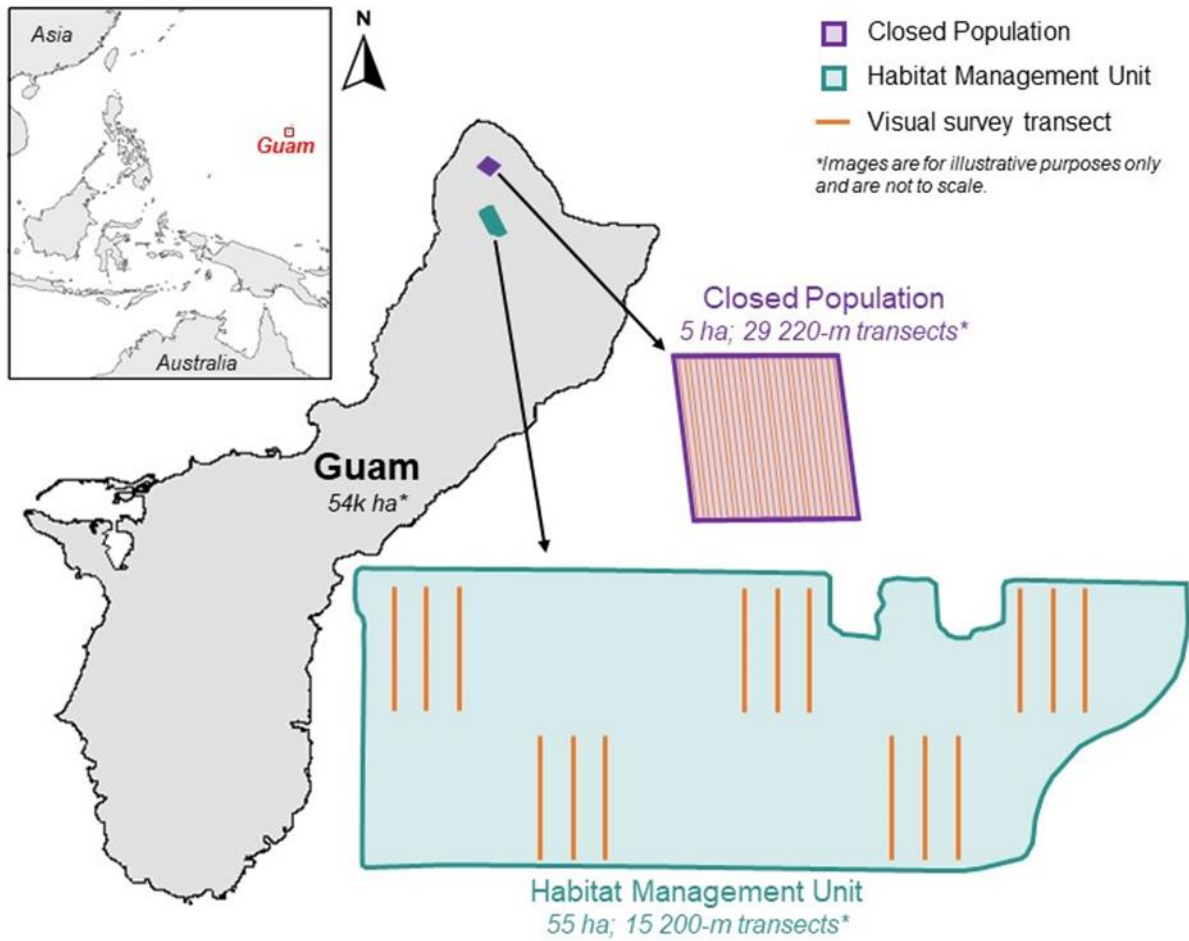 Asia
Guam
Australia
N
Closed Population
Habitat Management Unit
Visual survey transect
*Images are for illustrative purposes only
and are not to scale.
Closed Population
5 ha; 29 220-m transects*
Guam
54k ha*
Habitat Management Unit
55 ha; 15 200-m transects*